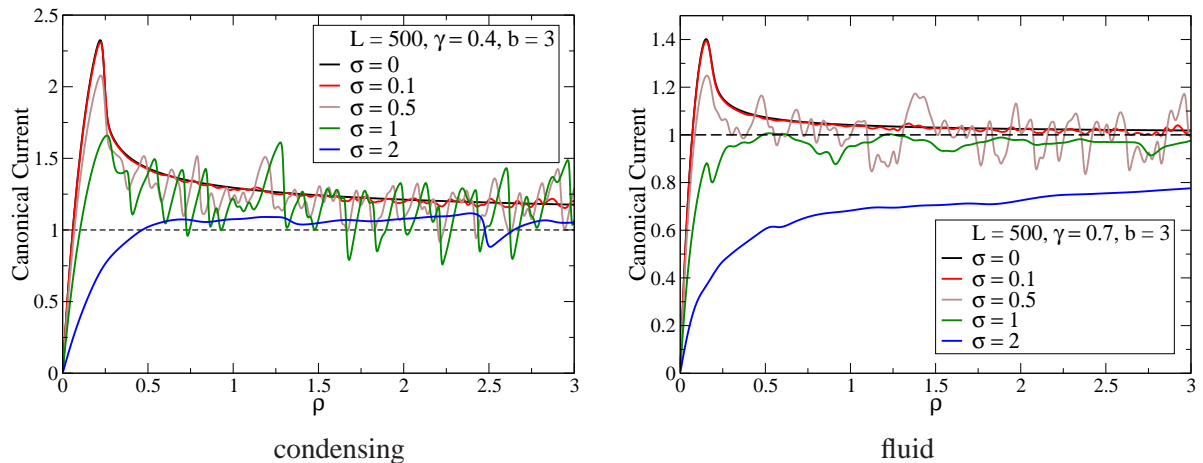 2.5
2
1.5
1
0.5
0
Canonical Current
L = 500, γ = 0.4, b = 3
σ = 0
σ = 0.1
σ = 0.5
σ = 1
σ = 2
0 0.5 1 1.5 2 2.5 3
ρ
condensing
1.4
1.2
1
0.8
0.6
0.4
0.2
0
Canonical Current
L = 500, γ = 0.7, b = 3
σ = 0
σ = 0.1
σ = 0.5
σ = 1
σ = 2
0 0.5 1 1.5 2 2.5 3
ρ
fluid